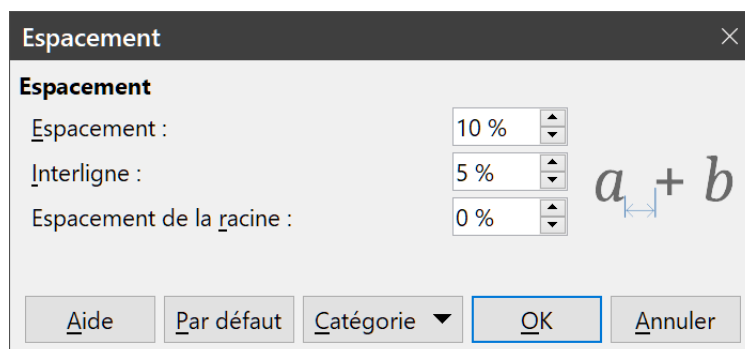 Espacement
Espacement
Espacement : 10 %
Interligne : 5 %
a + b
Espacement de la racine : 0 %
Aide Par défaut Catégorie OK Annuler